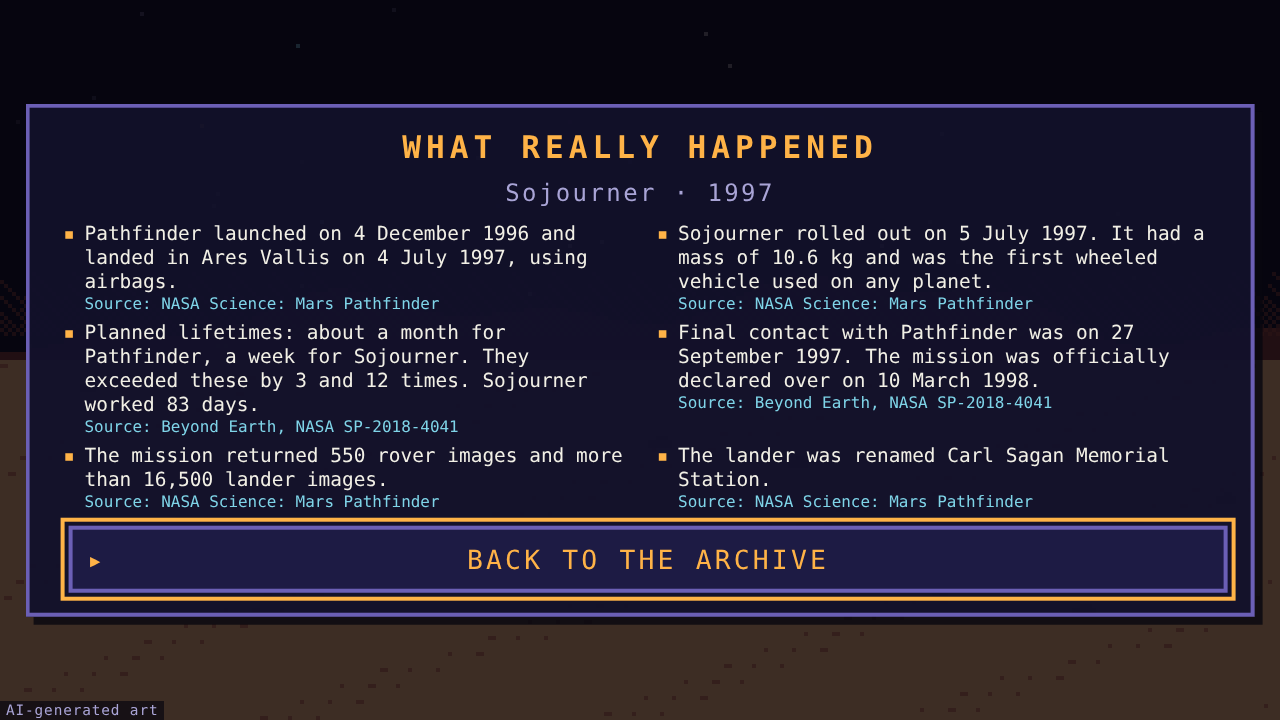 WHAT REALLY HAPPENED
Sojourner · 1997
▪ Pathfinder launched on 4 December 1996 and
landed in Ares Vallis on 4 July 1997, using
airbags.
Source: NASA Science: Mars Pathfinder
▪ Sojourner rolled out on 5 July 1997. It had a
mass of 10.6 kg and was the first wheeled
vehicle used on any planet.
Source: NASA Science: Mars Pathfinder
▪ Planned lifetimes: about a month for
Pathfinder, a week for Sojourner. They
exceeded these by 3 and 12 times. Sojourner
worked 83 days.
Source: Beyond Earth, NASA SP-2018-4041
▪ Final contact with Pathfinder was on 27
September 1997. The mission was officially
declared over on 10 March 1998.
Source: Beyond Earth, NASA SP-2018-4041
▪ The mission returned 550 rover images and more
than 16,500 lander images.
Source: NASA Science: Mars Pathfinder
▪ The lander was renamed Carl Sagan Memorial
Station.
Source: NASA Science: Mars Pathfinder
▶ BACK TO THE ARCHIVE
AI-generated art